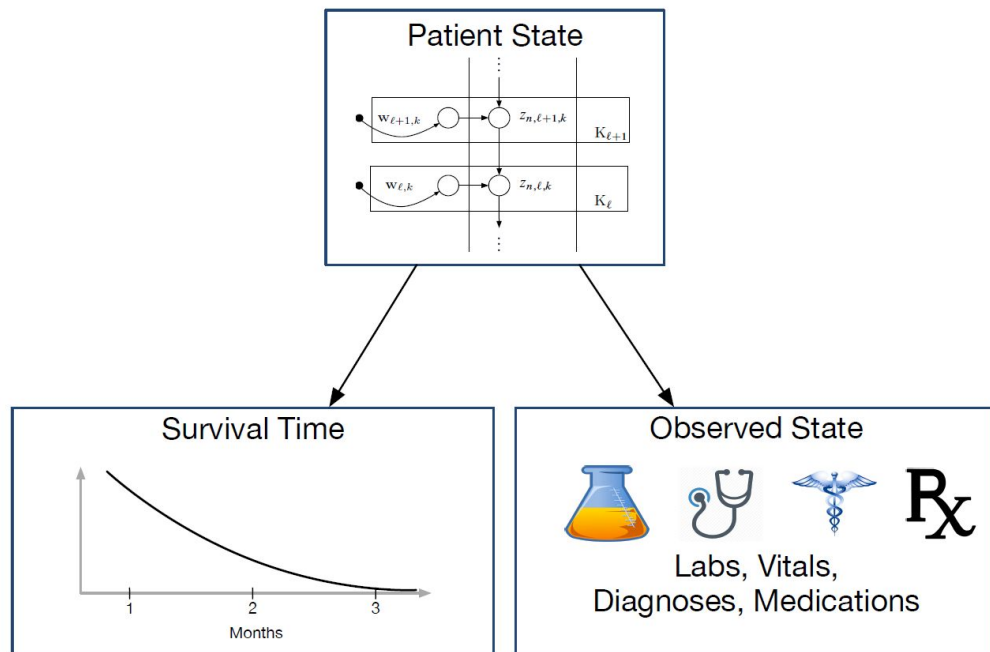 Patient State
⋮
w_{ℓ+1,k} z_{n,ℓ+1,k}
K_{ℓ+1}
w_{ℓ,k} z_{n,ℓ,k}
K_ℓ
⋮
Survival Time
1 2 3
Months
Observed State
Rx
Labs, Vitals,
Diagnoses, Medications